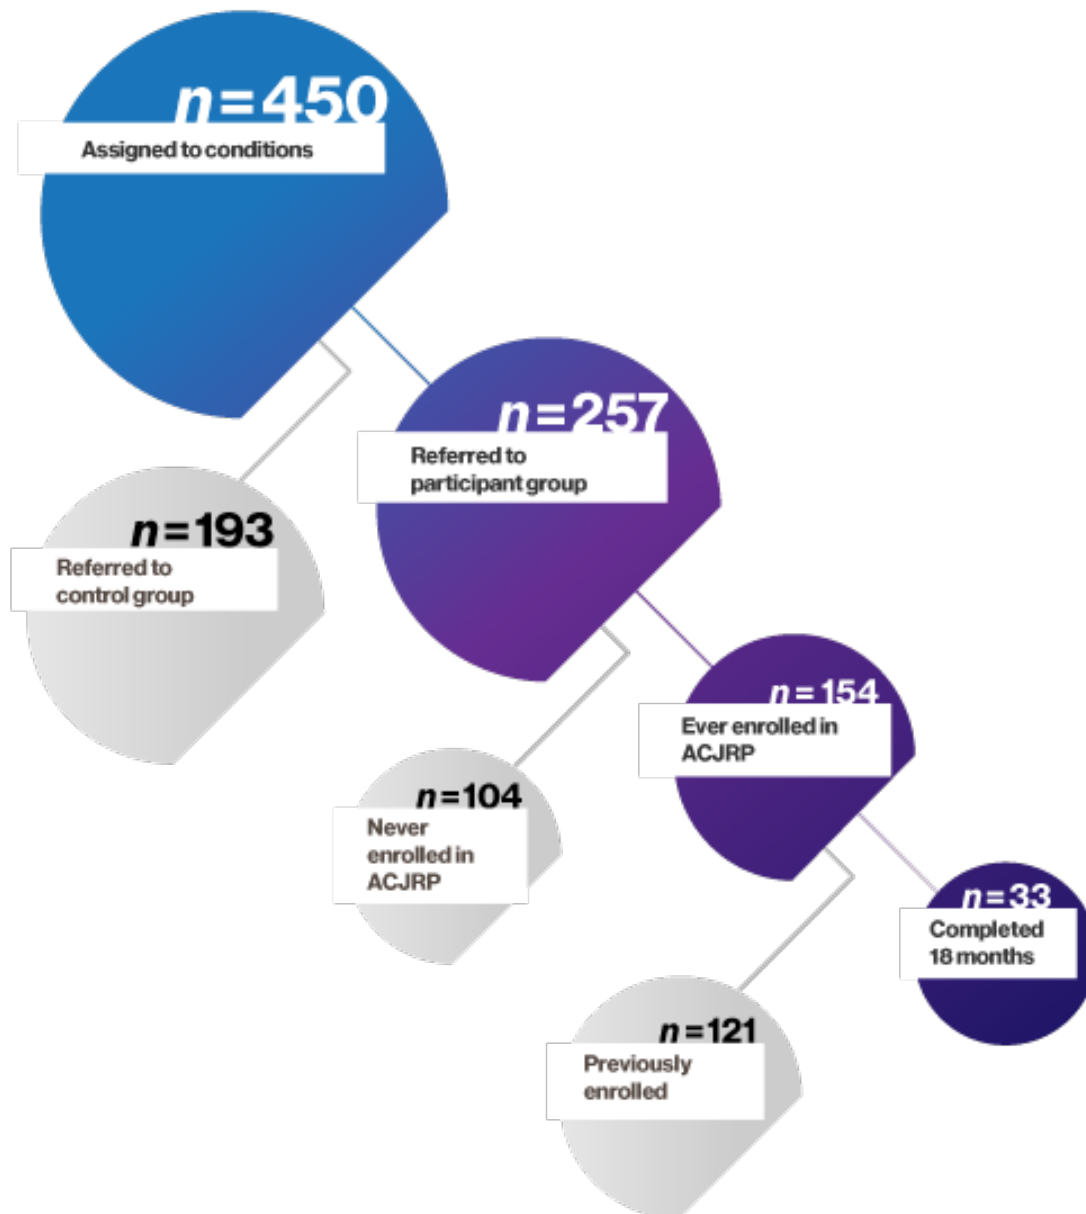 n=450
Assigned to conditions
n=257
Referred to
participant group
n=193
Referred to
control group
n=154
Ever enrolled in
ACJRP
n=104
Never
enrolled in
ACJRP
n=33
Completed
18 months
n=121
Previously
enrolled